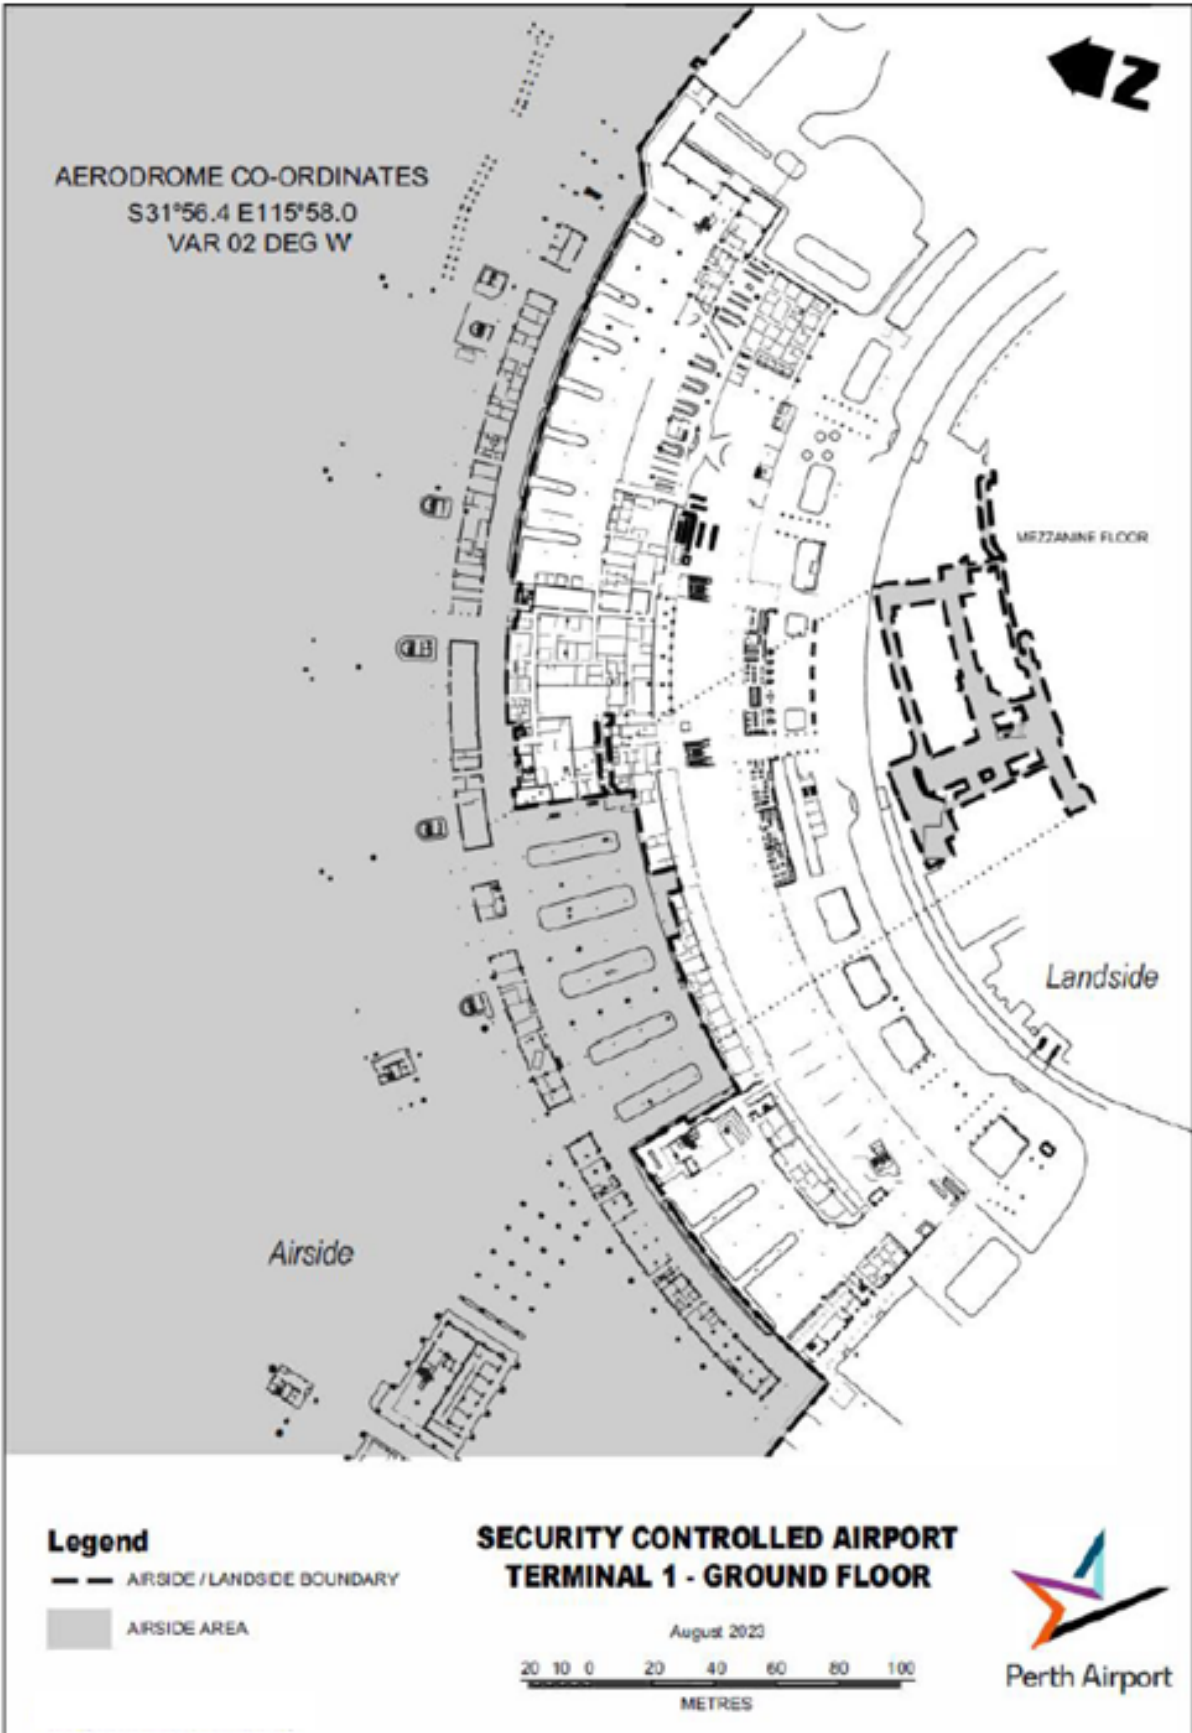 N
AERODROME CO-ORDINATES
S31°56.4 E115°58.0
VAR 02 DEG W
MEZZANINE FLOOR
Landside
Airside
Legend
AIRSIDE / LANDSIDE BOUNDARY
AIRSIDE AREA
SECURITY CONTROLLED AIRPORT
TERMINAL 1 - GROUND FLOOR
August 2023
20 10 0 20 40 60 80 100
METRES
Perth Airport